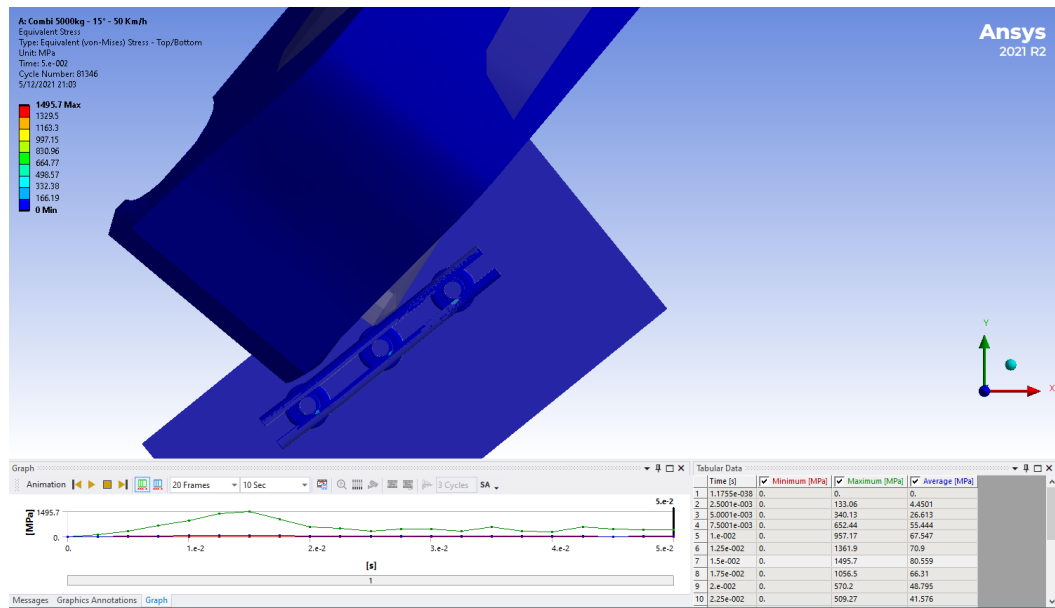 A: Combi 5000kg - 15° - 50 Km/h
Equivalent Stress
Type: Equivalent (von-Mises) Stress - Top/Bottom
Unit: MPa
Time: 5.e-002
Cycle Number: 81346
5/12/2021 21:03
1495.7 Max
1329.5
1163.3
997.15
830.96
664.77
498.57
332.38
166.19
0 Min
Ansys
2021 R2
Y
X
Graph
Animation 20 Frames 10 Sec 3 Cycles SA
[MPa]
1495.7
0.
5.e-2
0. 1.e-2 2.e-2 3.e-2 4.e-2 5.e-2
[s]
1
Messages Graphics Annotations Graph
Tabular Data
Time [s] Minimum [MPa] Maximum [MPa] Average [MPa]
1 1.1755e-038 0. 0. 0.
2 2.5001e-003 0. 133.06 4.4501
3 5.0001e-003 0. 340.13 26.613
4 7.5001e-003 0. 652.44 55.444
5 1.e-002 0. 957.17 67.547
6 1.25e-002 0. 1361.9 70.9
7 1.5e-002 0. 1495.7 80.559
8 1.75e-002 0. 1056.5 66.31
9 2.e-002 0. 570.2 48.795
10 2.25e-002 0. 509.27 41.576